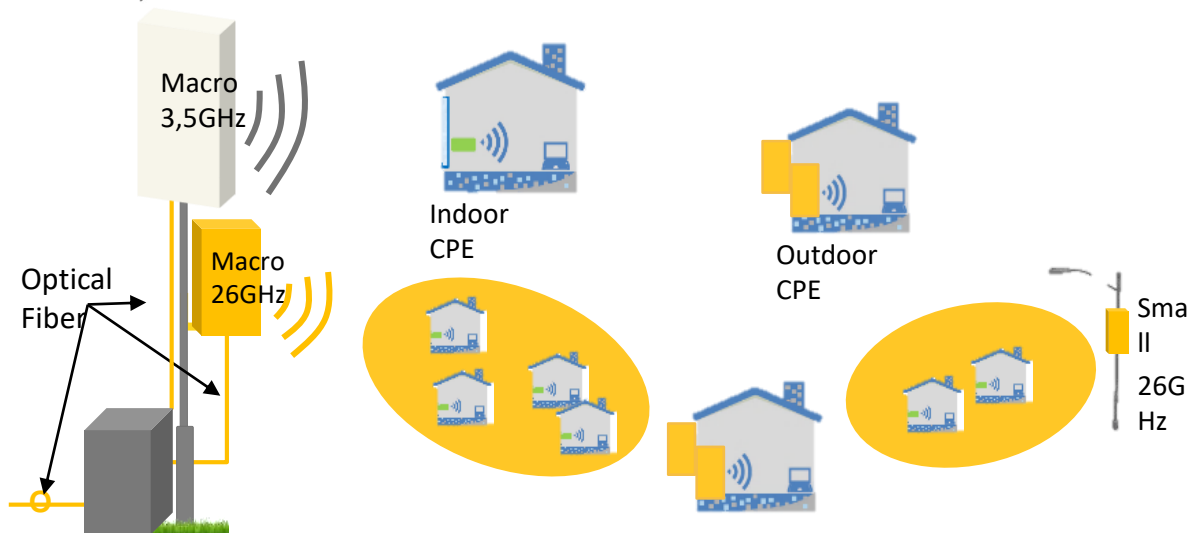 Macro
3,5GHz
Indoor
CPE
Outdoor
CPE
Optical
Fiber
Macro
26GHz
Sma
ll
26G
Hz